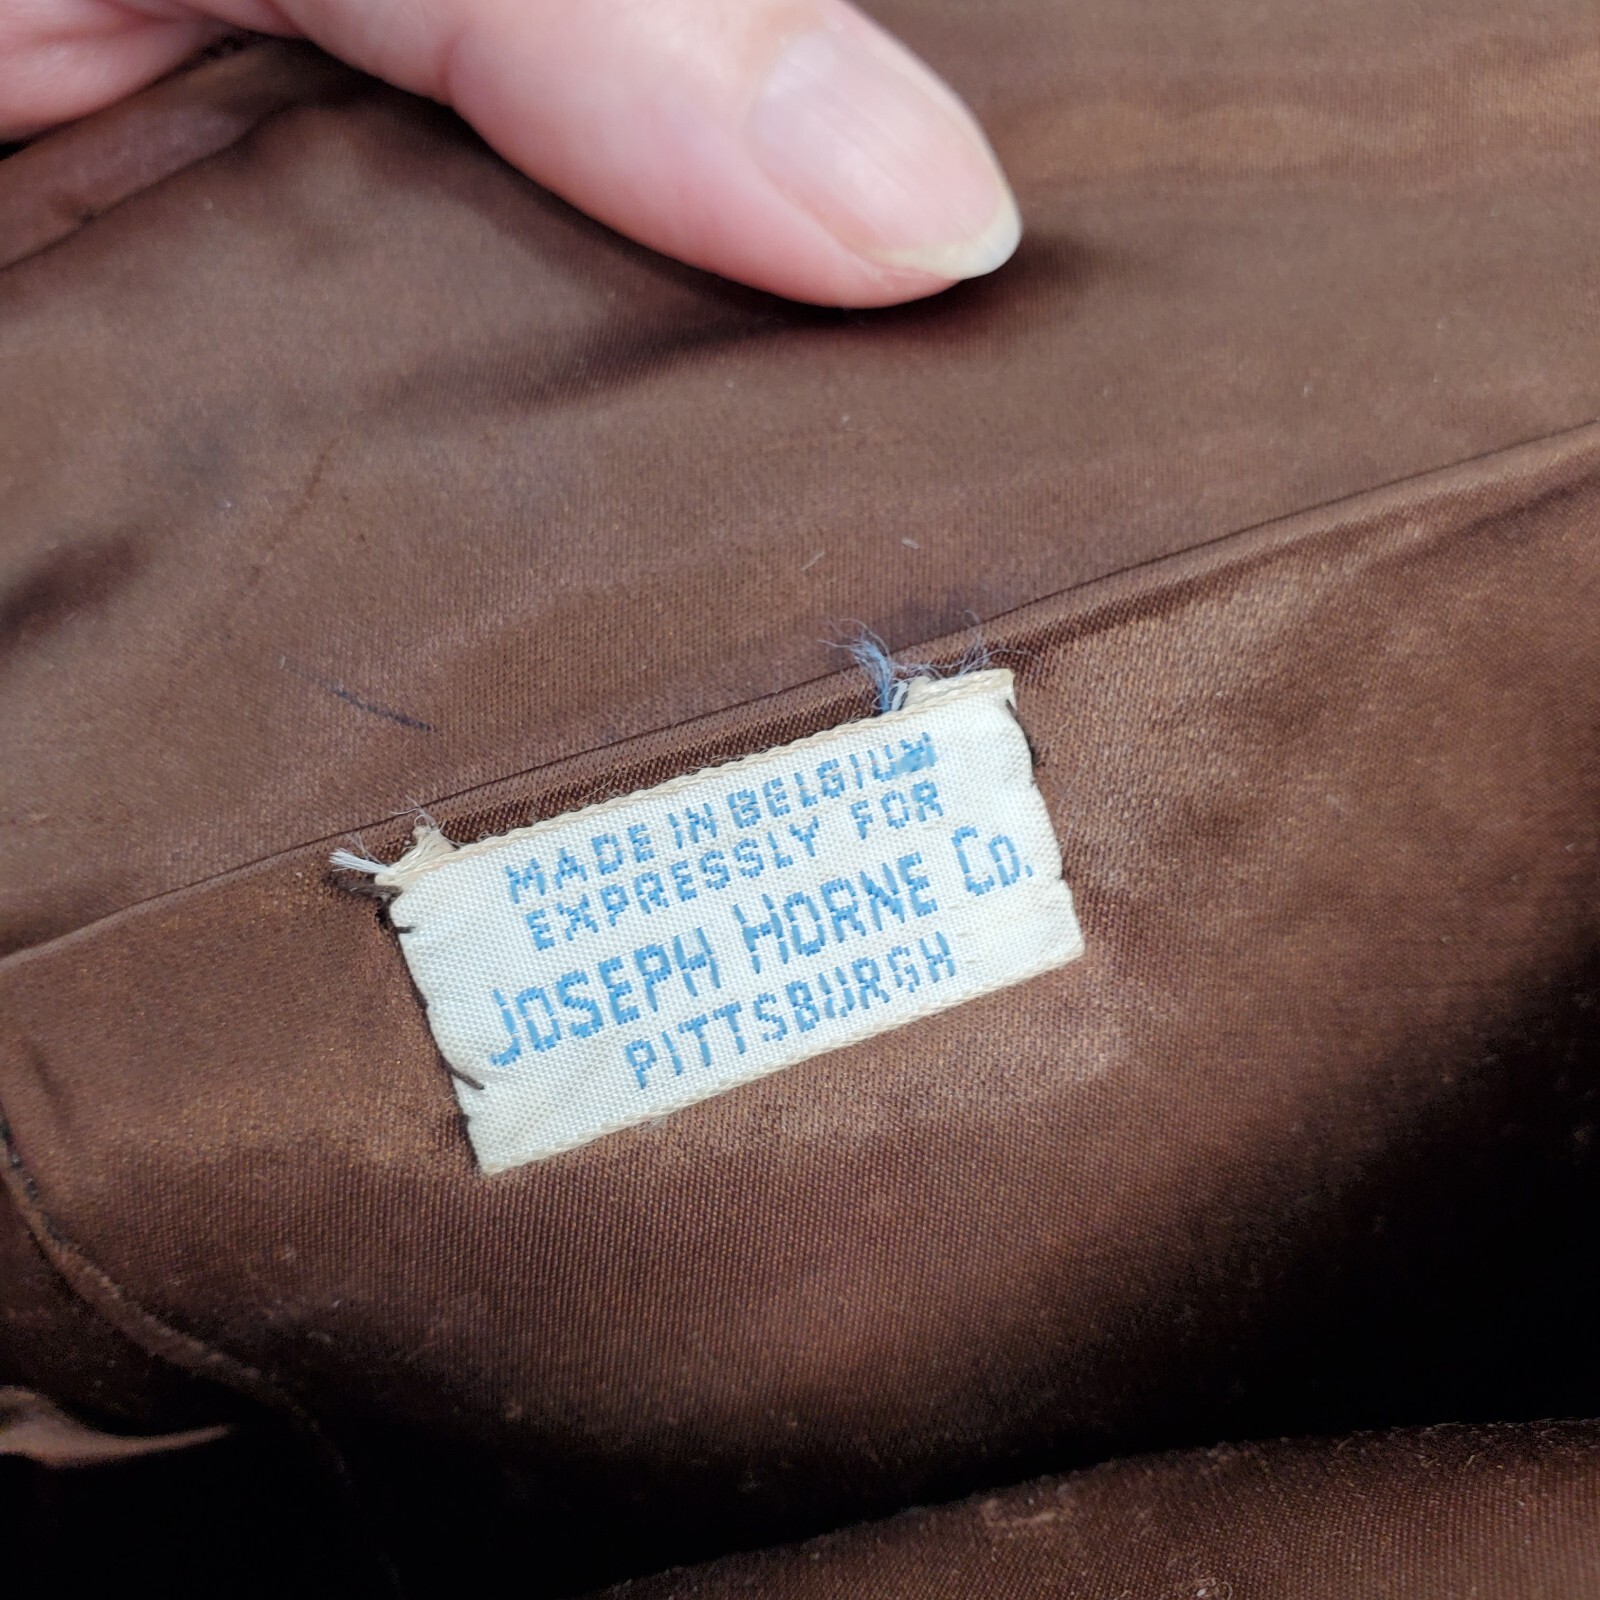 MADE IN BELGIUM
EXPRESSLY FOR
JOSEPH HORNE CO.
PITTSBURGH